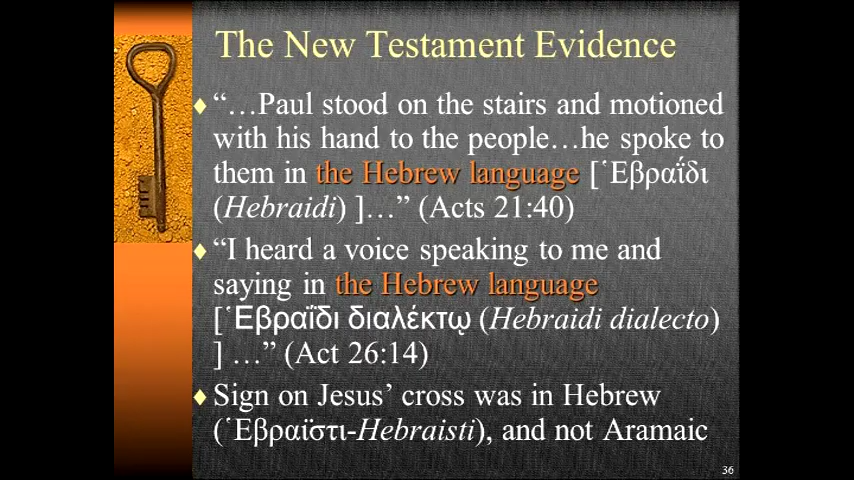 The New Testament Evidence
“…Paul stood on the stairs and motioned
with his hand to the people…he spoke to
them in the Hebrew language [῾Εβραΐδι
(Hebraidi) ]…” (Acts 21:40)
“I heard a voice speaking to me and
saying in the Hebrew language
[῾Εβραΐδι διαλέκτῳ (Hebraidi dialecto)
] …” (Act 26:14)
Sign on Jesus’ cross was in Hebrew
(῾Εβραϊστι-Hebraisti), and not Aramaic
36